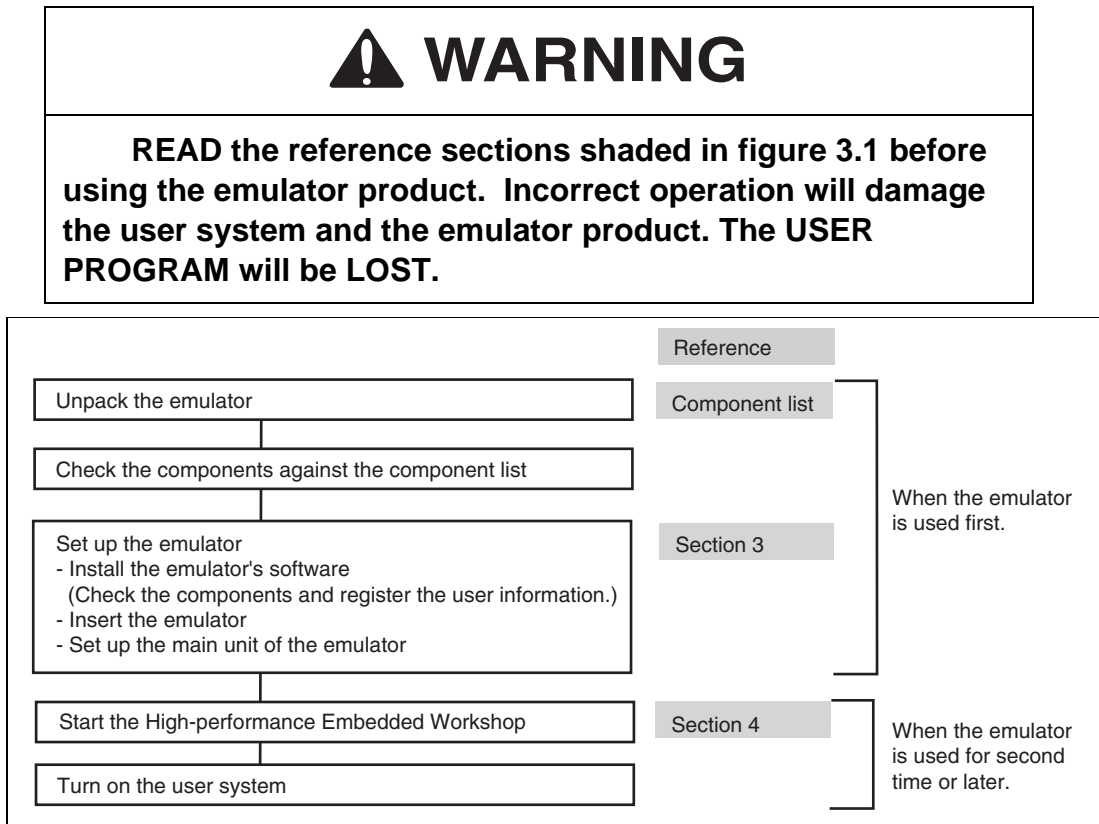 WARNING
READ the reference sections shaded in figure 3.1 before
using the emulator product. Incorrect operation will damage
the user system and the emulator product. The USER
PROGRAM will be LOST.
Reference
Unpack the emulator
Component list
Check the components against the component list
When the emulator
is used first.
Set up the emulator
- Install the emulator's software
(Check the components and register the user information.)
- Insert the emulator
- Set up the main unit of the emulator
Section 3
Start the High-performance Embedded Workshop
Section 4
When the emulator
is used for second
time or later.
Turn on the user system